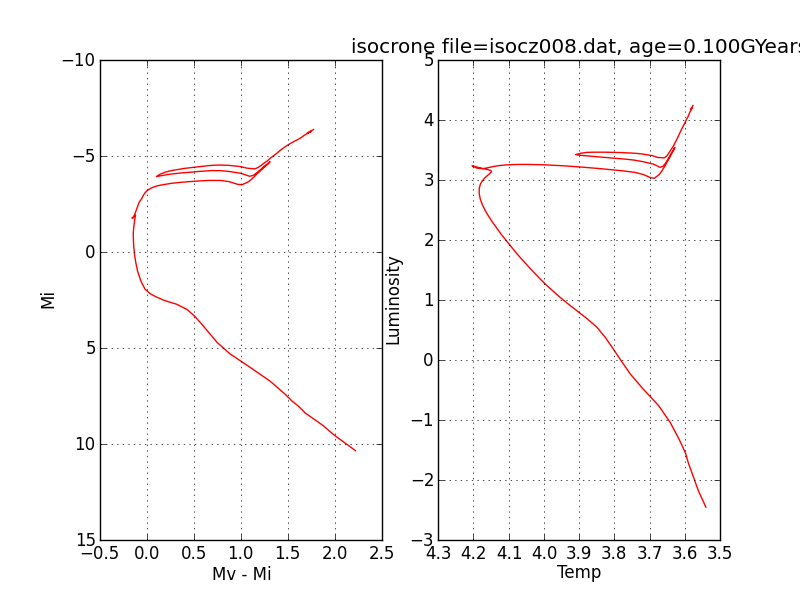 isocrone file=isocz008.dat, age=0.100GYears
−10
−5
0
5
10
15
−0.5 0.0 0.5 1.0 1.5 2.0 2.5
Mi
Mv - Mi
5
4
3
2
1
0
−1
−2
−3
4.3 4.2 4.1 4.0 3.9 3.8 3.7 3.6 3.5
Luminosity
Temp